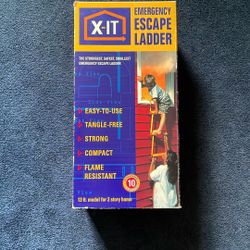 X-IT
EMERGENCY
ESCAPE
LADDER
THE STRONGEST, SAFEST, SMALLEST
EMERGENCY ESCAPE LADDER
EASY-TO-USE
TANGLE-FREE
STRONG
COMPACT
FLAME
RESISTANT
10
13 ft. model for 2 story home